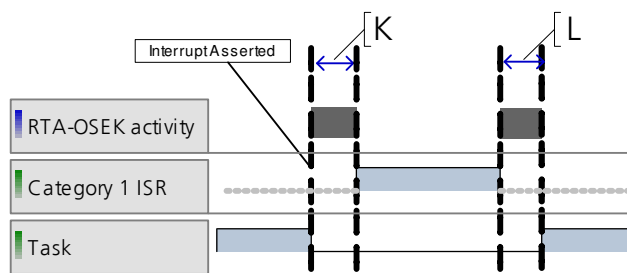 K
L
Interrupt Asserted
RTA-OSEK activity
Category 1 ISR
Task